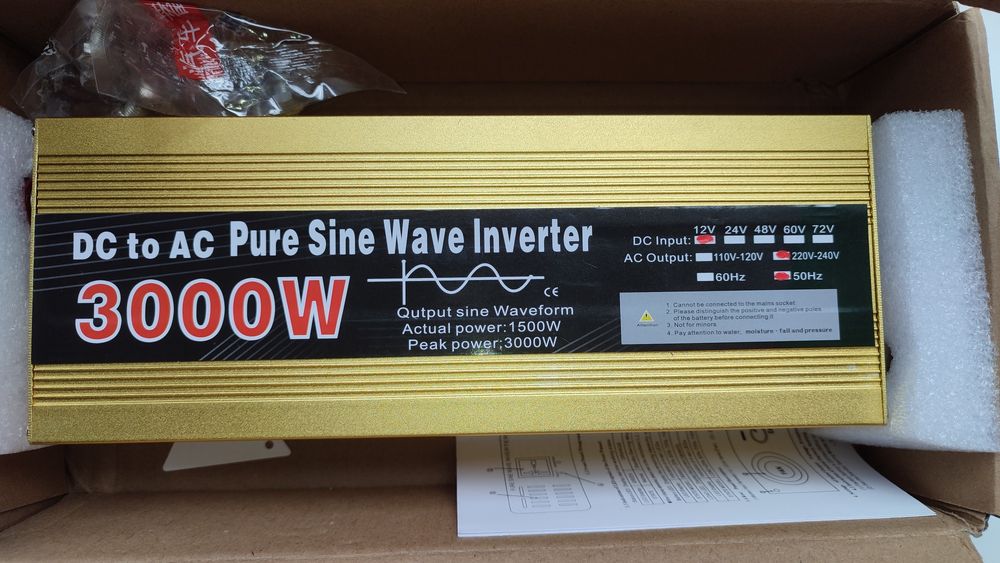 DC to AC Pure Sine Wave Inverter
3000W
CE
Qutput sine Waveform
Actual power:1500W
Peak power;3000W
12V 24V 48V 60V 72V
DC Input:
AC Output: 110V-120V 220V-240V
60Hz 50Hz
Attention
1. Cannot be connected to the mains socket
2. Please distinguish the positive and negative poles
of the battery before connecting it
3. Not for minors
4. Pay attention to water, moisture - fall and pressure